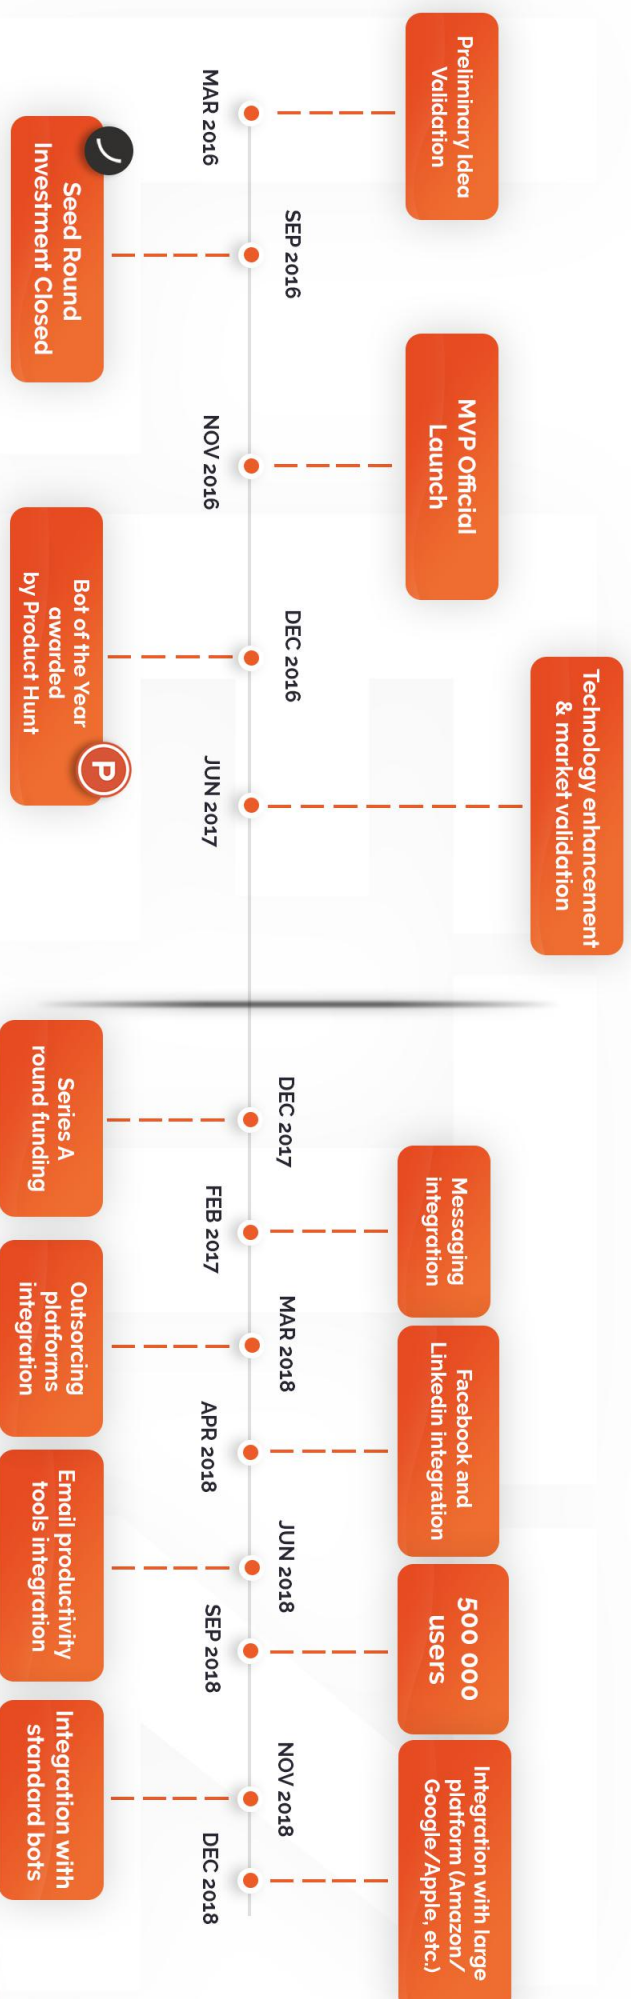 Preliminary Idea
Validation
MAR 2016
SEP 2016
Seed Round
Investment Closed
MVP Official
Launch
NOV 2016
DEC 2016
Bot of the Year
awarded
by Product Hunt
P
Technology enhancement
& market validation
JUN 2017
DEC 2017
Series A
round funding
Messaging
integration
FEB 2017
MAR 2018
Outsorcing
platforms
integration
Facebook and
Linkedin integration
APR 2018
JUN 2018
Email productivity
tools integration
500 000
users
SEP 2018
NOV 2018
Integration with
standard bots
Integration with large
platform (Amazon/
Google/Apple, etc.)
DEC 2018